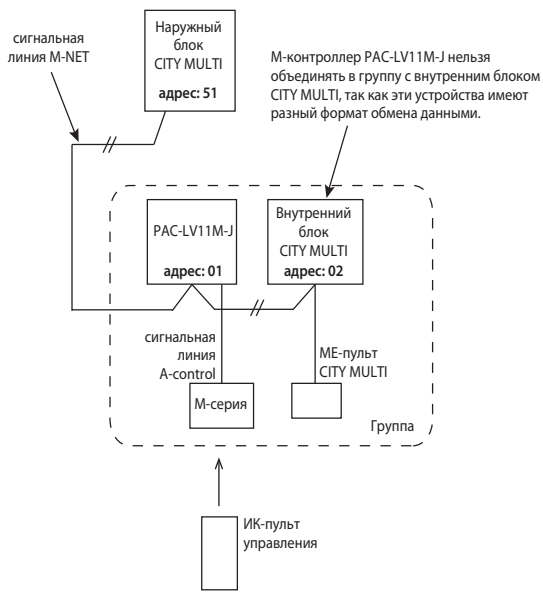 сигнальная
линия M-NET
Наружный
блок
CITY MULTI
адрес: 51
М-контроллер PAC-LV11M-J нельзя
объединять в группу с внутренним блоком
CITY MULTI, так как эти устройства имеют
разный формат обмена данными.
PAC-LV11M-J
адрес: 01
Внутренний
блок
CITY MULTI
адрес: 02
сигнальная
линия
A-control
М-серия
МЕ-пульт
CITY MULTI
Группа
ИК-пульт
управления